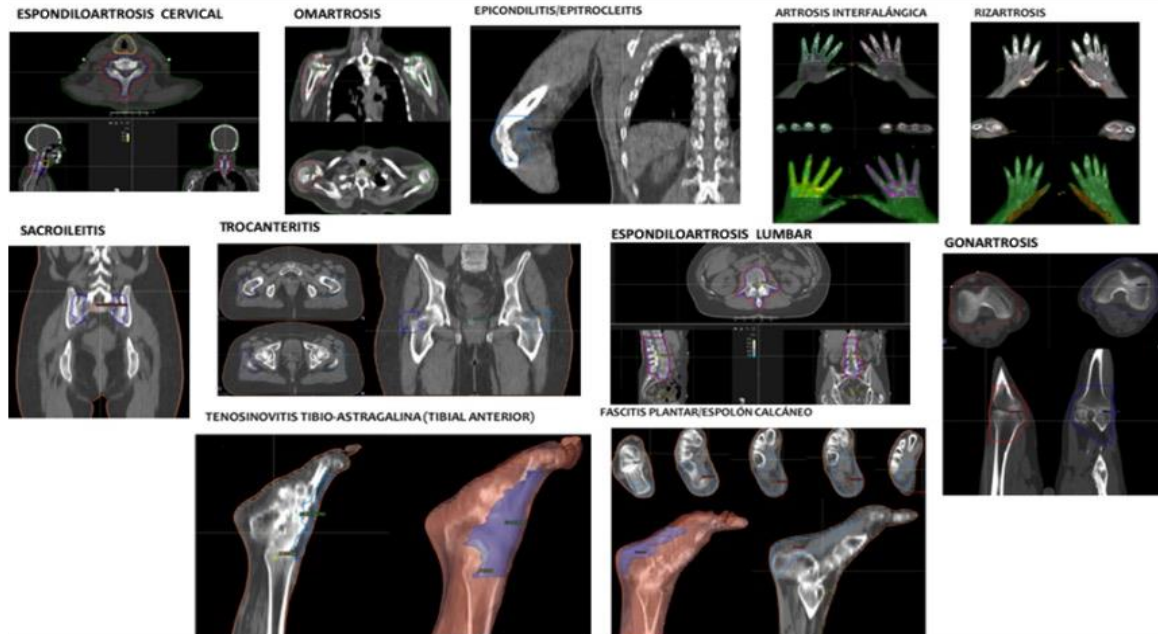 ESPONDILOARTROSIS CERVICAL
OMARTROSIS
EPICONDILITIS/EPITROCLEITIS
ARTROSIS INTERFALÁNGICA
RIZARTROSIS
SACROILEITIS
TROCANTERITIS
ESPONDILOARTROSIS LUMBAR
GONARTROSIS
TENOSINOVITIS TIBIO-ASTRAGALINA (TIBIAL ANTERIOR)
FASCITIS PLANTAR/ESPOLÓN CALCÁNEO